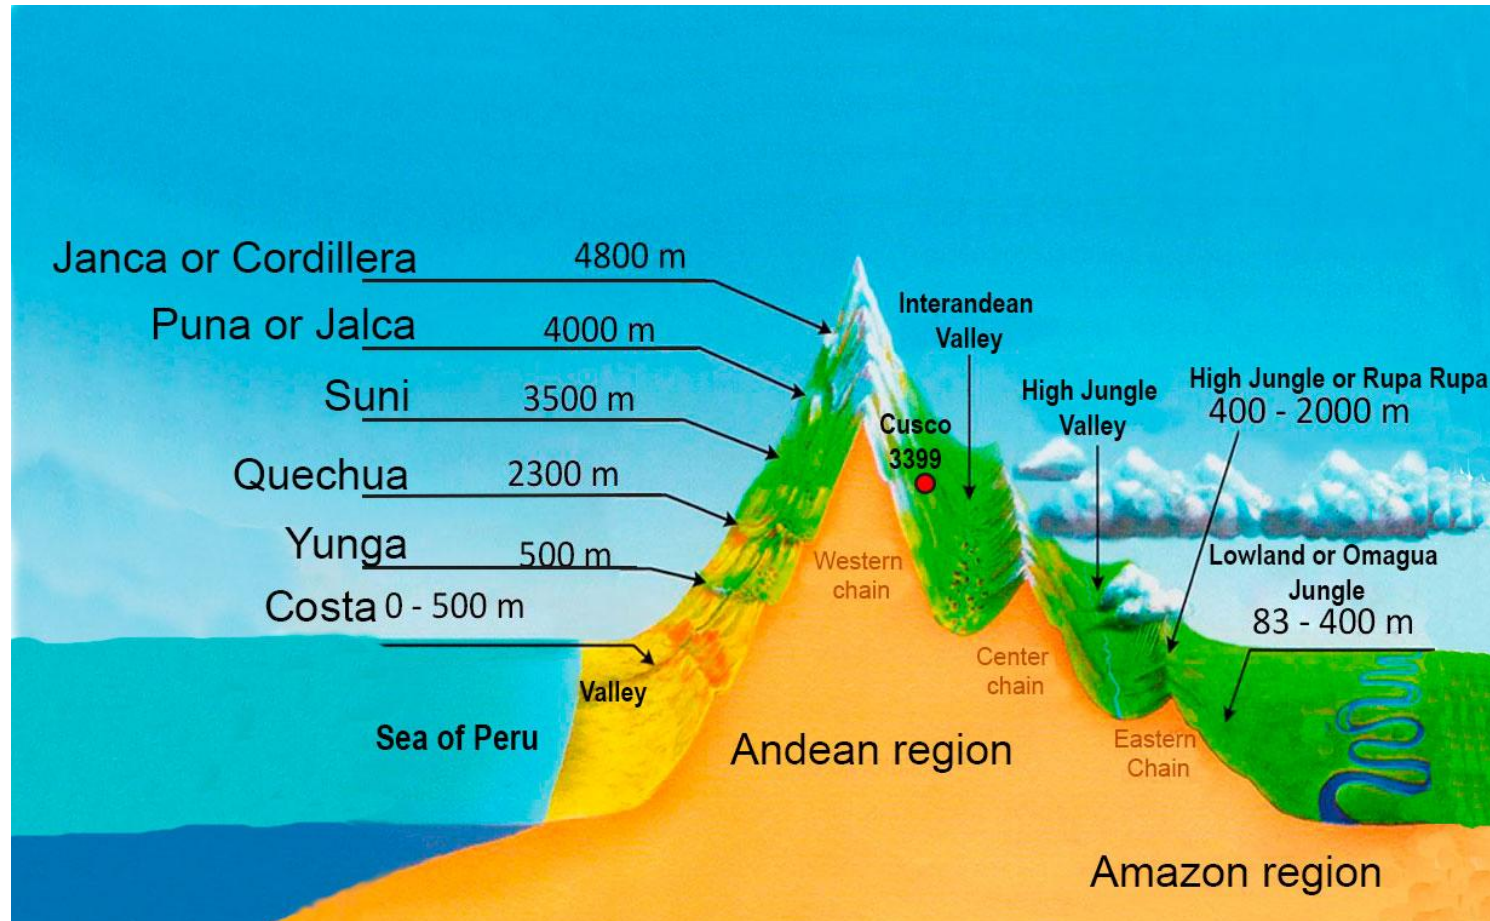 Janca or Cordillera 4800 m
Puna or Jalca 4000 m
Suni 3500 m
Quechua 2300 m
Yunga 500 m
Costa 0 - 500 m
Valley
Sea of Peru
Interandean
Valley
Cusco
3399
High Jungle
Valley
High Jungle or Rupa Rupa
400 - 2000 m
Lowland or Omagua
Jungle
83 - 400 m
Western
chain
Center
chain
Eastern
Chain
Andean region
Amazon region